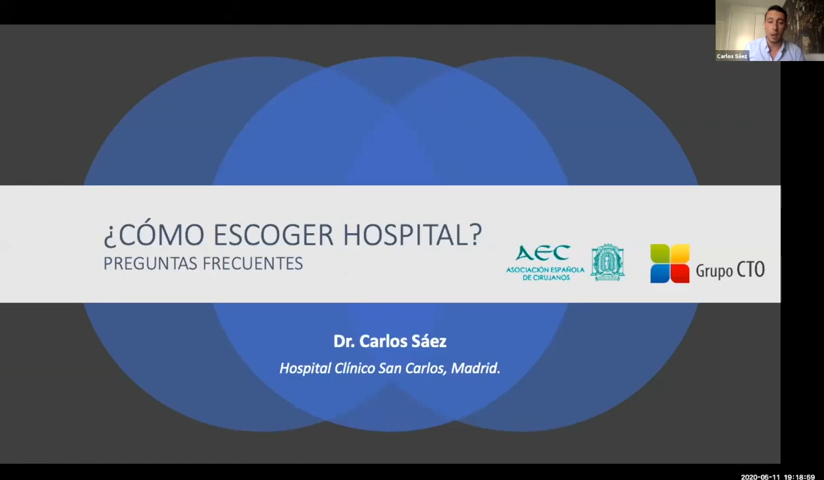 Carlos Sáez
¿CÓMO ESCOGER HOSPITAL?
PREGUNTAS FRECUENTES
AEC
ASOCIACIÓN ESPAÑOLA
DE CIRUJANOS
Grupo CTO
Dr. Carlos Sáez
Hospital Clínico San Carlos, Madrid.
2020-05-11 19:18:59